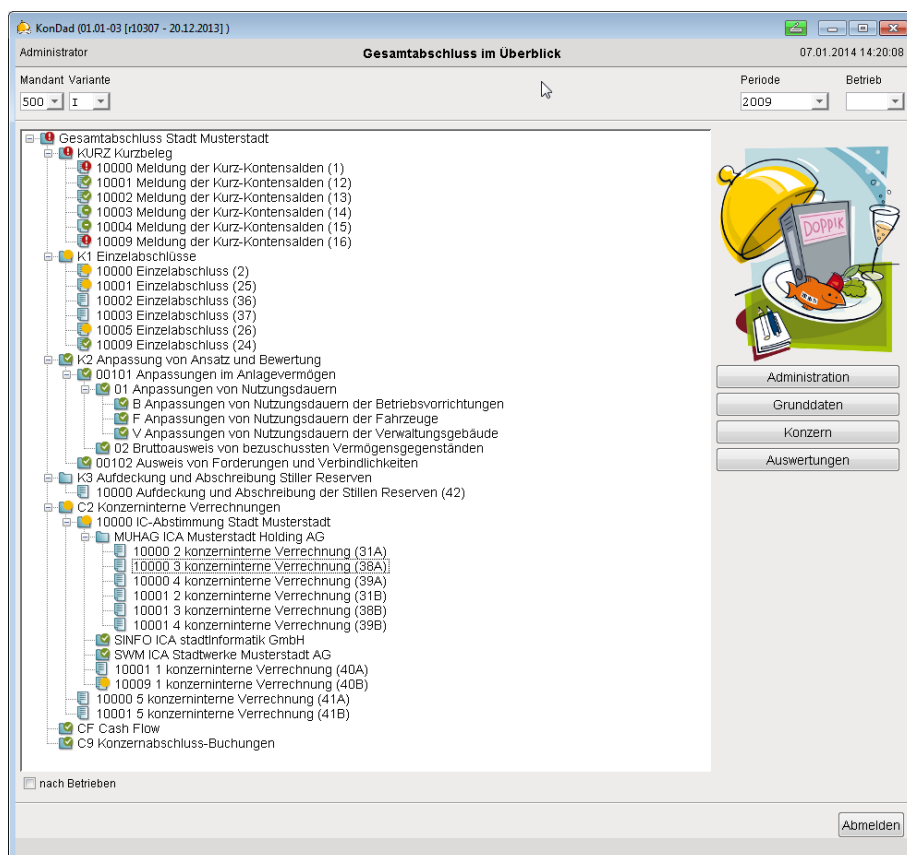 KonDad (01.01-03 [r10307 - 20.12.2013] )
Administrator
Gesamtabschluss im Überblick
07.01.2014 14:20:08
Mandant Variante
Periode
Betrieb
500
I
2009
Gesamtabschluss Stadt Musterstadt
KURZ Kurzbeleg
10000 Meldung der Kurz-Kontensalden (1)
10001 Meldung der Kurz-Kontensalden (12)
10002 Meldung der Kurz-Kontensalden (13)
10003 Meldung der Kurz-Kontensalden (14)
10004 Meldung der Kurz-Kontensalden (15)
10009 Meldung der Kurz-Kontensalden (16)
K1 Einzelabschlüsse
10000 Einzelabschluss (2)
10001 Einzelabschluss (25)
10002 Einzelabschluss (36)
10003 Einzelabschluss (37)
10005 Einzelabschluss (26)
10009 Einzelabschluss (24)
K2 Anpassung von Ansatz und Bewertung
00101 Anpassungen im Anlagevermögen
01 Anpassungen von Nutzungsdauern
B Anpassungen von Nutzungsdauern der Betriebsvorrichtungen
F Anpassungen von Nutzungsdauern der Fahrzeuge
V Anpassungen von Nutzungsdauern der Verwaltungsgebäude
02 Bruttoausweis von bezuschussten Vermögensgegenständen
00102 Ausweis von Forderungen und Verbindlichkeiten
K3 Aufdeckung und Abschreibung Stiller Reserven
10000 Aufdeckung und Abschreibung der Stillen Reserven (42)
C2 Konzerninterne Verrechnungen
10000 IC-Abstimmung Stadt Musterstadt
MUHAG ICA Musterstadt Holding AG
10000 2 konzerninterne Verrechnung (31A)
10000 3 konzerninterne Verrechnung (38A)
10000 4 konzerninterne Verrechnung (39A)
10001 2 konzerninterne Verrechnung (31B)
10001 3 konzerninterne Verrechnung (38B)
10001 4 konzerninterne Verrechnung (39B)
SINFO ICA stadtInformatik GmbH
SWM ICA Stadtwerke Musterstadt AG
10001 1 konzerninterne Verrechnung (40A)
10009 1 konzerninterne Verrechnung (40B)
10000 5 konzerninterne Verrechnung (41A)
10001 5 konzerninterne Verrechnung (41B)
CF Cash Flow
C9 Konzernabschluss-Buchungen
DOPPIK
Administration
Grunddaten
Konzern
Auswertungen
nach Betrieben
Abmelden